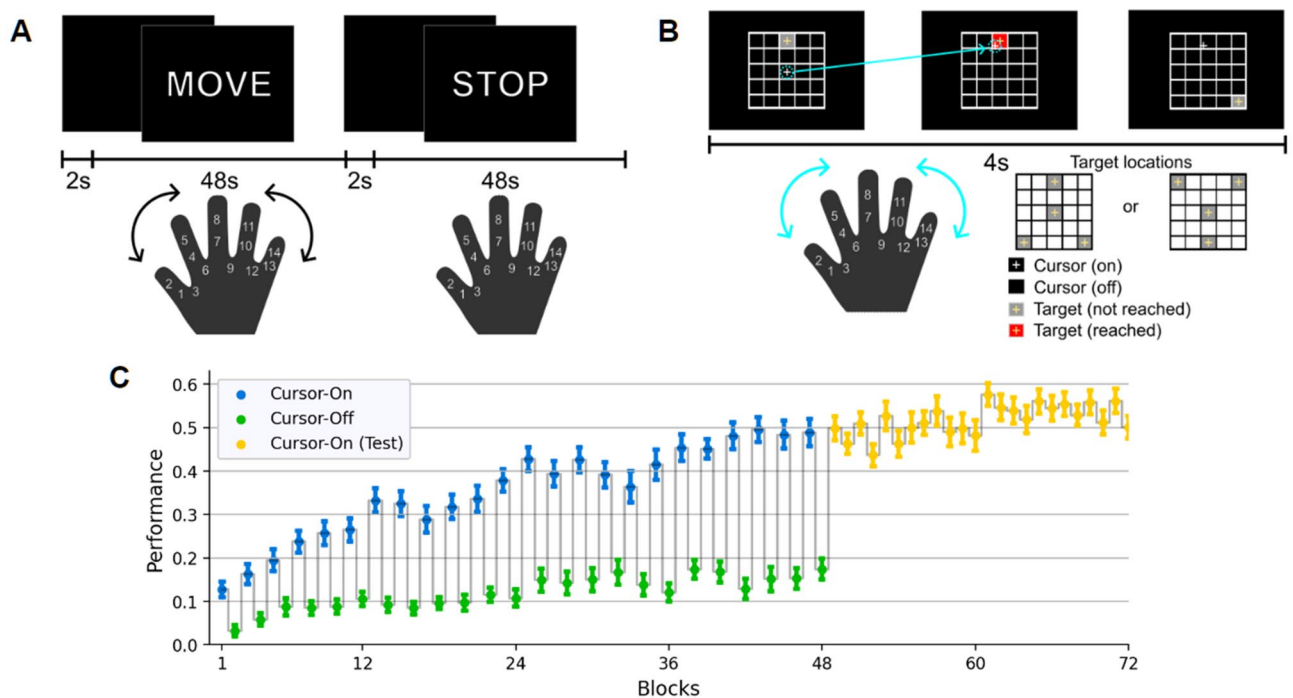 A
MOVE
STOP
2s
48s
2s
48s
1
2
3
4
5
6
7
8
9
10
11
12
13
14
1
2
3
4
5
6
7
8
9
10
11
12
13
14
B
4s
Target locations
or
1
2
3
4
5
6
7
8
9
10
11
12
13
14
Cursor (on)
Cursor (off)
Target (not reached)
Target (reached)
C
Cursor-On
Cursor-Off
Cursor-On (Test)
Performance
0.6
0.5
0.4
0.3
0.2
0.1
0.0
1
12
24
36
48
60
72
Blocks